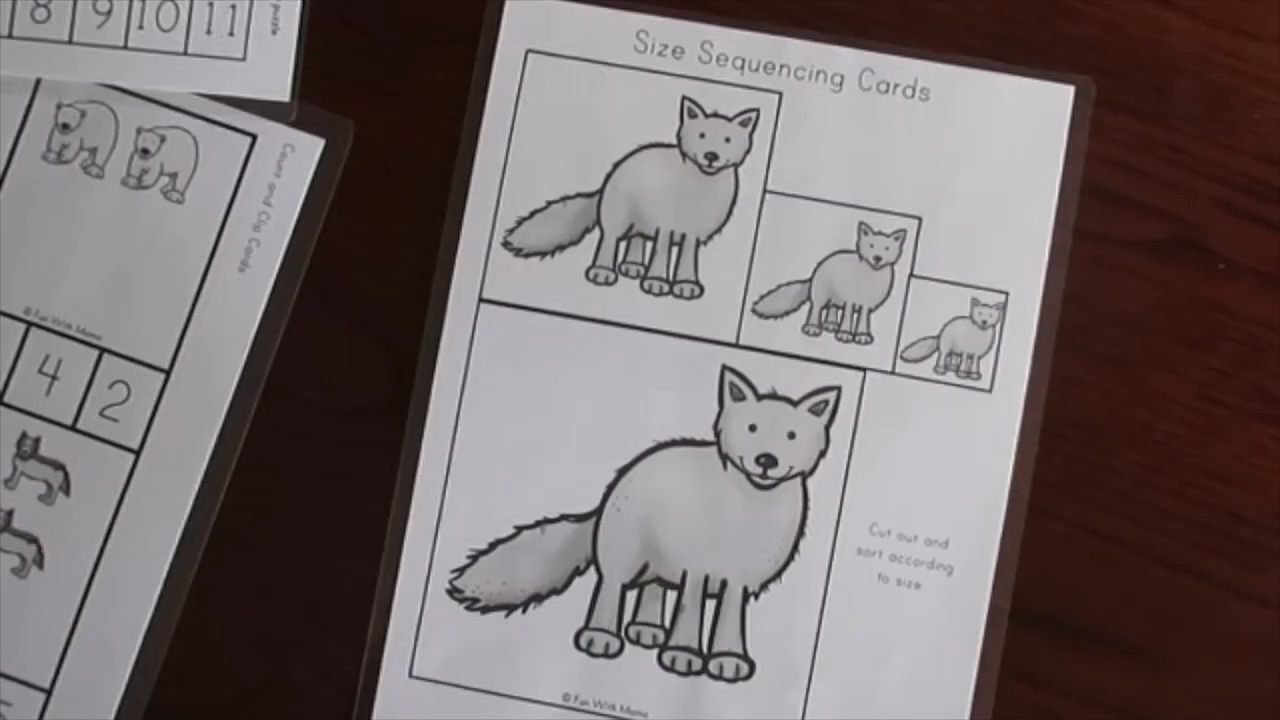 8 9 10 11
puzzle
Size Sequencing Cards
Count and Clip Cards
© Fun With Mama
4 2
Cut out and
sort according
to size
© Fun With Mama